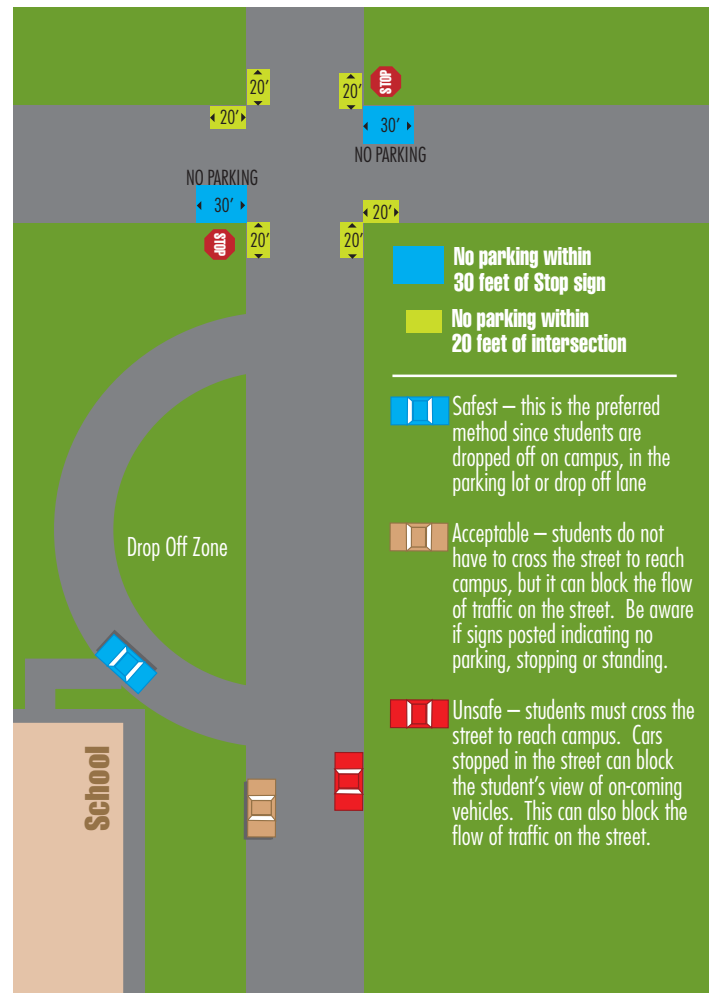 STOP
20'
20'
20'
30'
NO PARKING
NO PARKING
30'
20'
STOP
20'
20'
No parking within
30 feet of Stop sign
No parking within
20 feet of intersection
Safest – this is the preferred
method since students are
dropped off on campus, in the
parking lot or drop off lane
Drop Off Zone
Acceptable – students do not
have to cross the street to reach
campus, but it can block the flow
of traffic on the street.  Be aware
if signs posted indicating no
parking, stopping or standing.
Unsafe – students must cross the
street to reach campus.  Cars
stopped in the street can block
the student's view of on-coming
vehicles.  This can also block the
flow of traffic on the street.
School